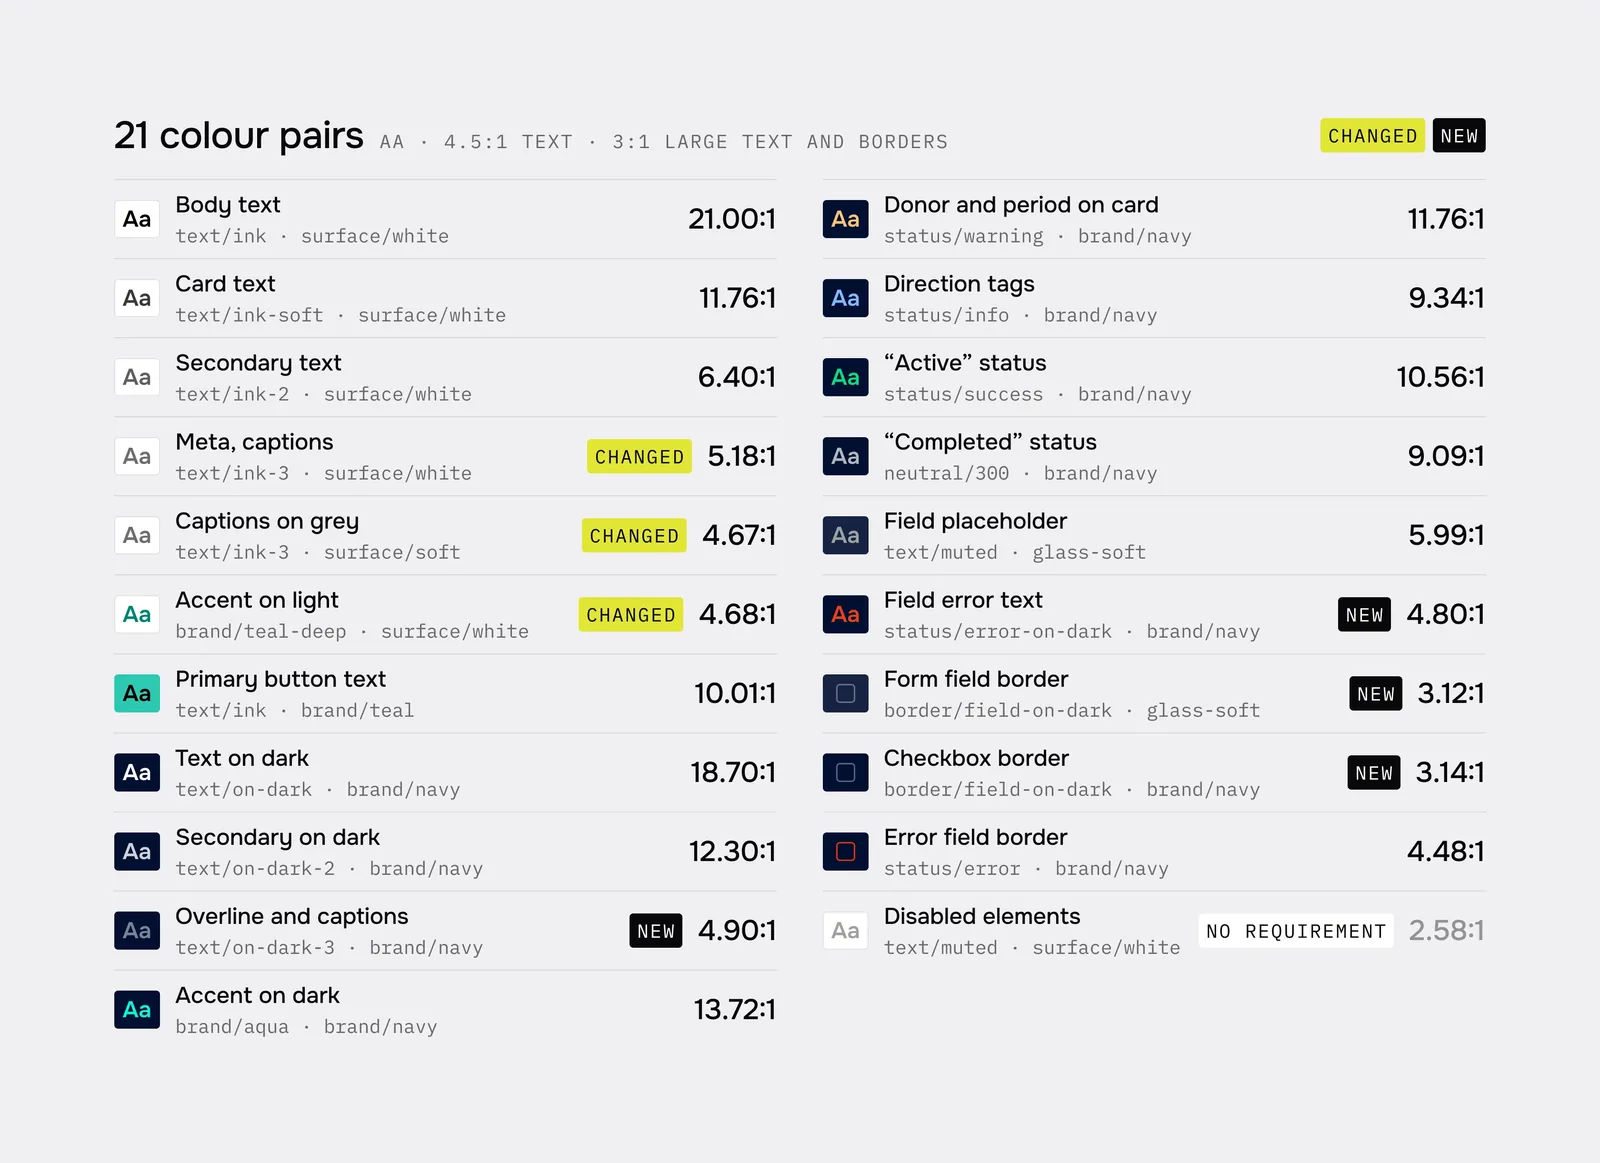 21 colour pairs AA · 4.5:1 TEXT · 3:1 LARGE TEXT AND BORDERS
CHANGED NEW
Aa Body text 21.00:1
text/ink · surface/white
Aa Card text 11.76:1
text/ink-soft · surface/white
Aa Secondary text 6.40:1
text/ink-2 · surface/white
Aa Meta, captions CHANGED 5.18:1
text/ink-3 · surface/white
Aa Captions on grey CHANGED 4.67:1
text/ink-3 · surface/soft
Aa Accent on light CHANGED 4.68:1
brand/teal-deep · surface/white
Aa Primary button text 10.01:1
text/ink · brand/teal
Aa Text on dark 18.70:1
text/on-dark · brand/navy
Aa Secondary on dark 12.30:1
text/on-dark-2 · brand/navy
Aa Overline and captions NEW 4.90:1
text/on-dark-3 · brand/navy
Aa Accent on dark 13.72:1
brand/aqua · brand/navy
Aa Donor and period on card 11.76:1
status/warning · brand/navy
Aa Direction tags 9.34:1
status/info · brand/navy
Aa “Active” status 10.56:1
status/success · brand/navy
Aa “Completed” status 9.09:1
neutral/300 · brand/navy
Aa Field placeholder 5.99:1
text/muted · glass-soft
Aa Field error text NEW 4.80:1
status/error-on-dark · brand/navy
Form field border NEW 3.12:1
border/field-on-dark · glass-soft
Checkbox border NEW 3.14:1
border/field-on-dark · brand/navy
Error field border 4.48:1
status/error · brand/navy
Aa Disabled elements NO REQUIREMENT 2.58:1
text/muted · surface/white